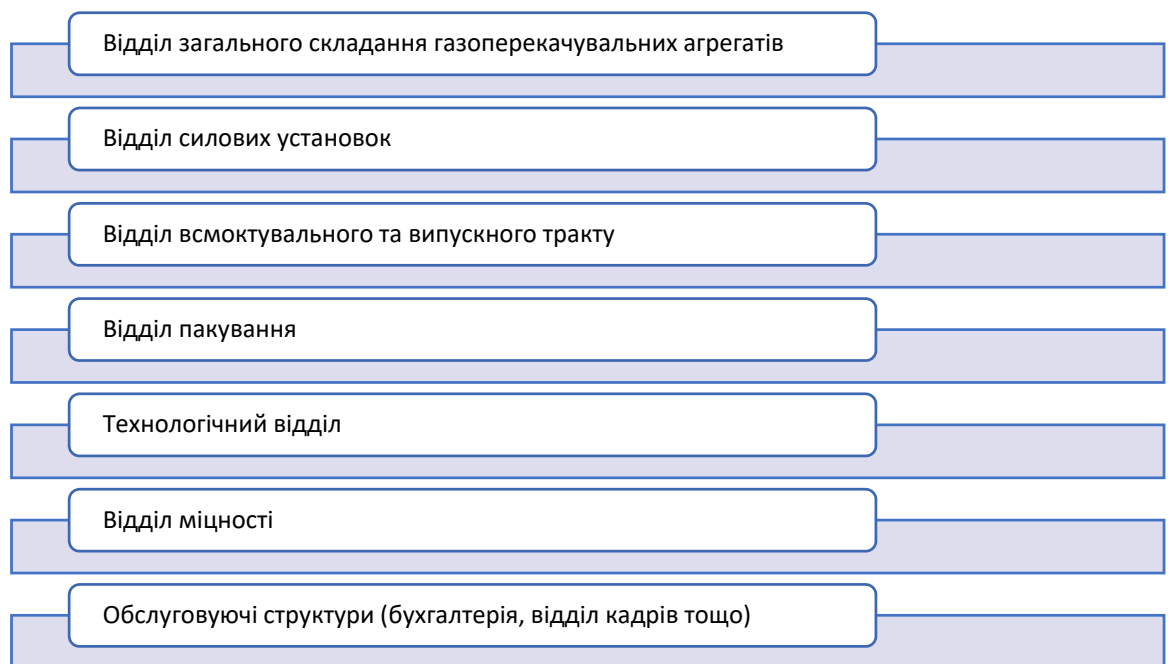 Відділ загального складання газоперекачувальних агрегатів
Відділ силових установок
Відділ всмоктувального та випускного тракту
Відділ пакування
Технологічний відділ
Відділ міцності
Обслуговуючі структури (бухгалтерія, відділ кадрів тощо)